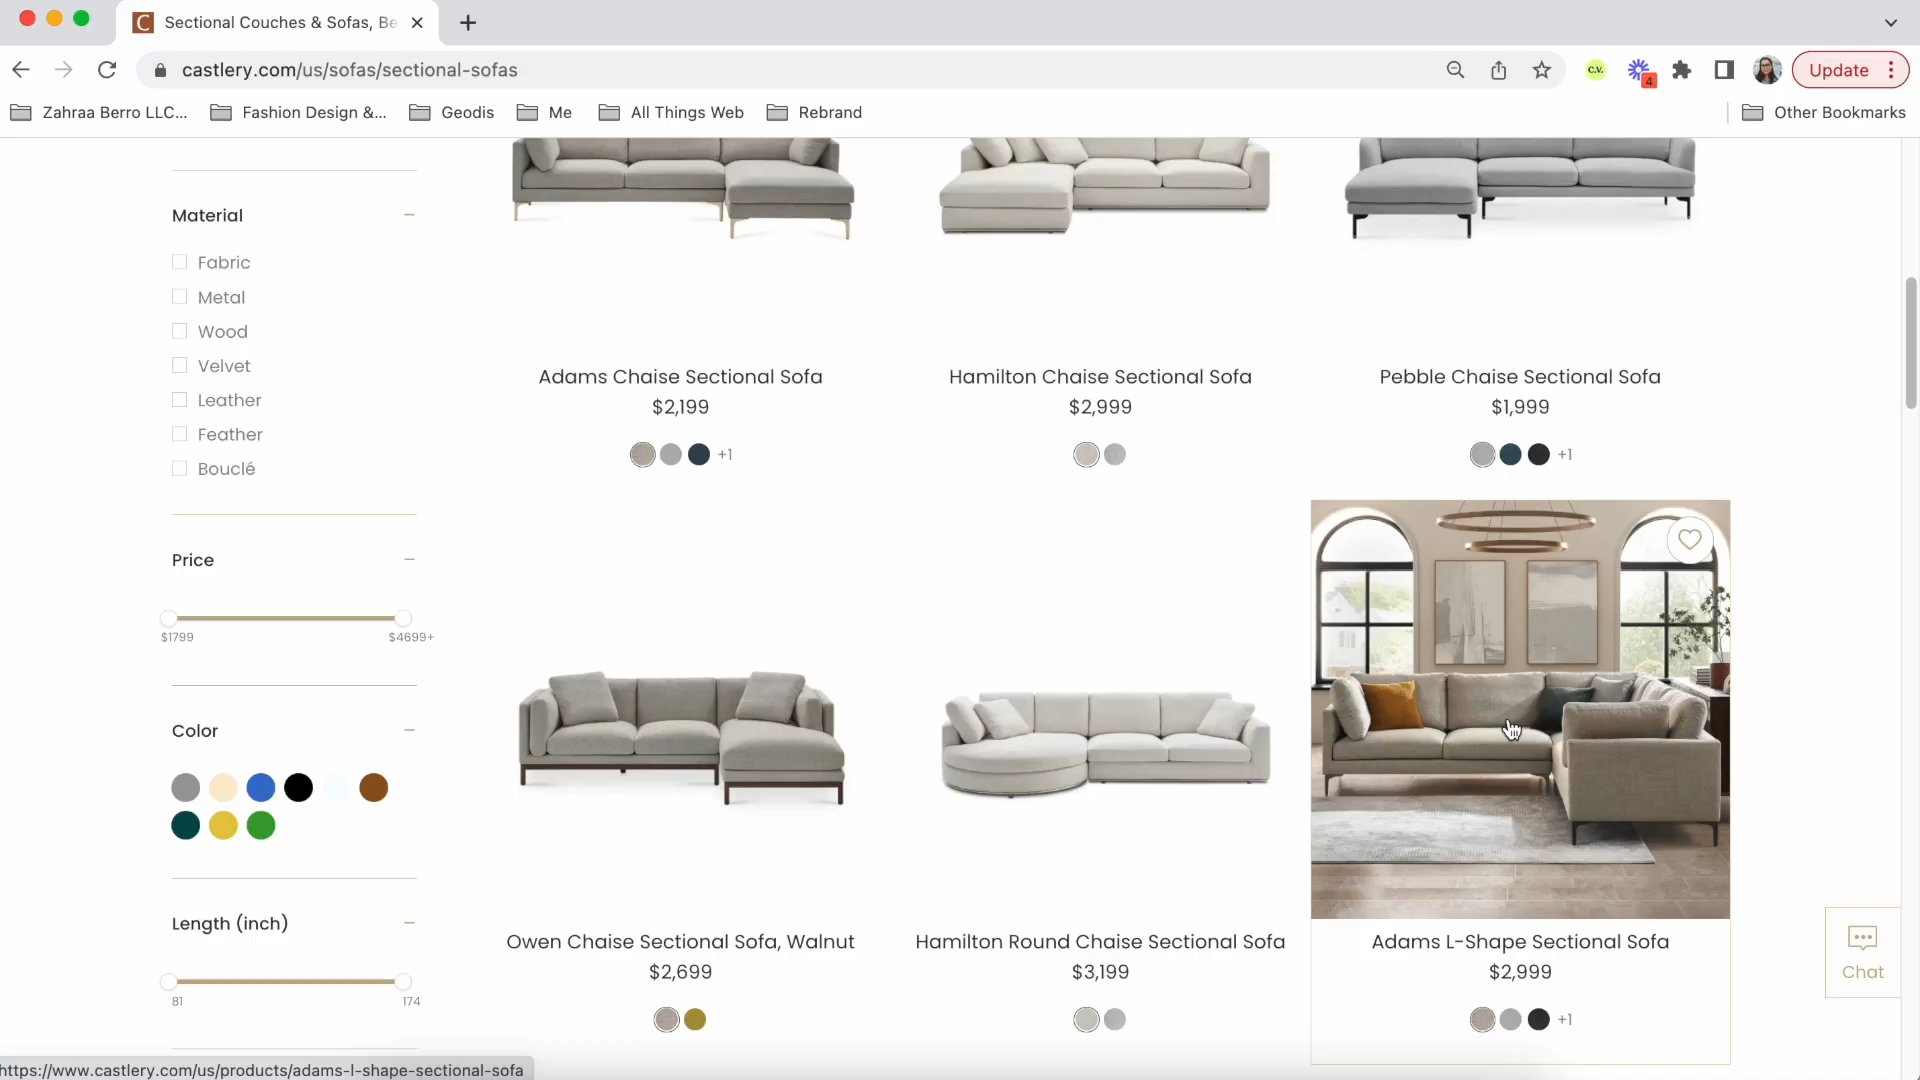 Sectional Couches & Sofas, Be
castlery.com/us/sofas/sectional-sofas
C.V.
4
Update
Zahraa Berro LLC...
Fashion Design &...
Geodis
Me
All Things Web
Rebrand
Other Bookmarks
Material
Fabric
Metal
Wood
Velvet
Leather
Feather
Bouclé
Price
$1799
$4699+
Color
Length (inch)
81
174
Adams Chaise Sectional Sofa
$2,199
+1
Hamilton Chaise Sectional Sofa
$2,999
Pebble Chaise Sectional Sofa
$1,999
+1
Owen Chaise Sectional Sofa, Walnut
$2,699
Hamilton Round Chaise Sectional Sofa
$3,199
Adams L-Shape Sectional Sofa
$2,999
+1
Chat
https://www.castlery.com/us/products/adams-l-shape-sectional-sofa